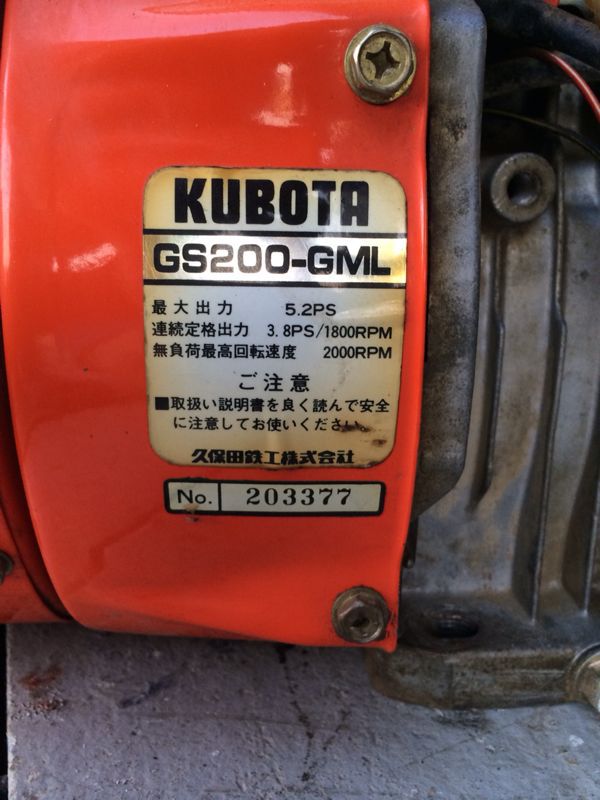 KUBOTA
GS200-GML
最大出力 5.2PS
連続定格出力 3.8PS/1800RPM
無負荷最高回転速度 2000RPM
ご注意
■取扱い説明書を良く読んで安全
に注意してお使いください。
久保田鉄工株式会社
No. 203377